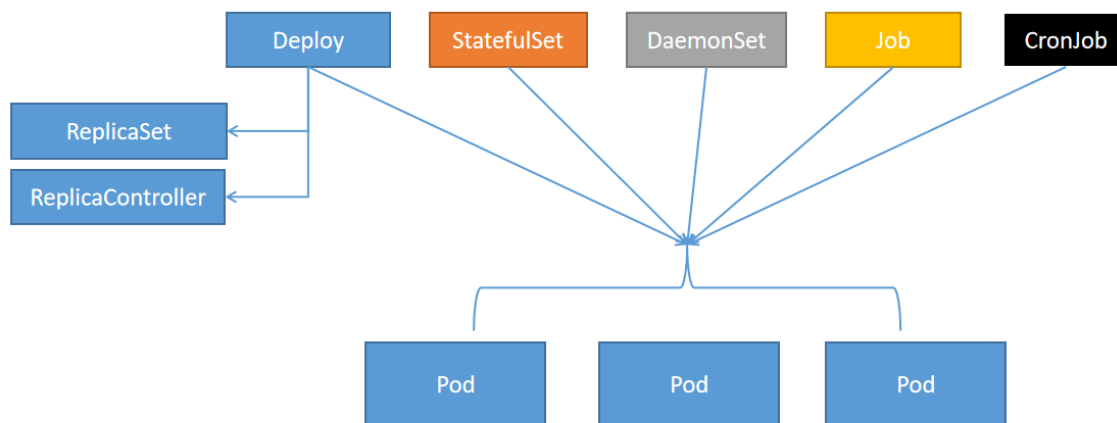 Deploy
StatefulSet
DaemonSet
Job
CronJob
ReplicaSet
ReplicaController
Pod
Pod
Pod